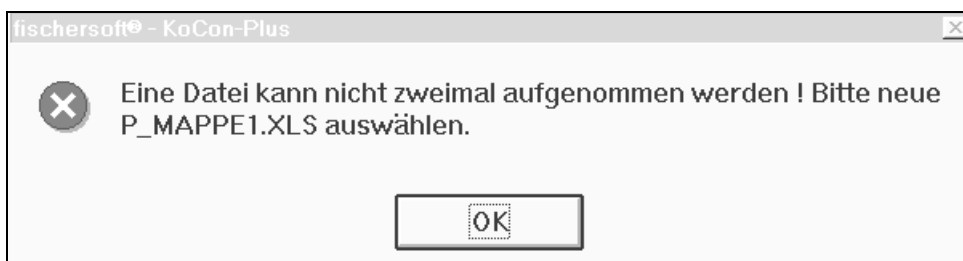 fischersoft® - KoCon-Plus
Eine Datei kann nicht zweimal aufgenommen werden ! Bitte neue
P_MAPPE1.XLS auswählen.
OK